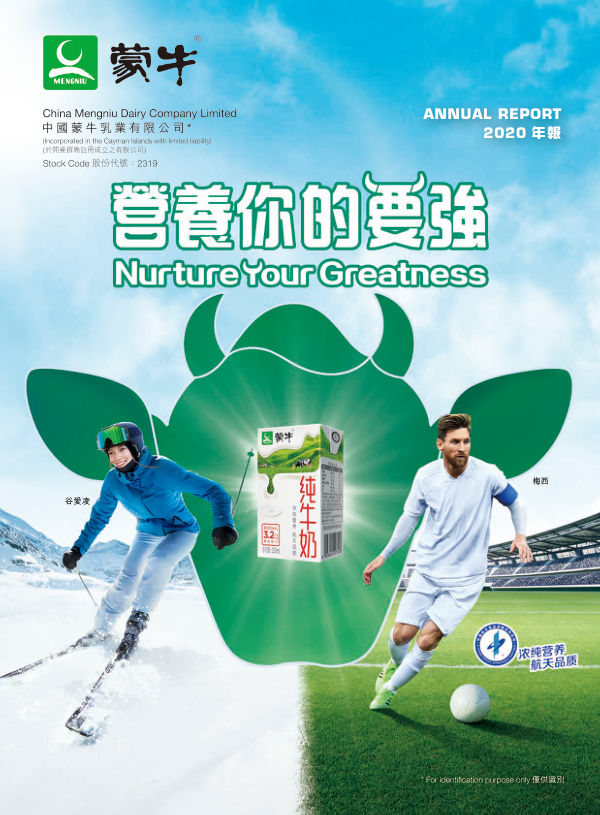 MENGNIU
蒙牛®
China Mengniu Dairy Company Limited
中國蒙牛乳業有限公司*
(Incorporated in the Cayman Islands with limited liability)
(於開曼群島註冊成立之有限公司)
Stock Code 股份代號：2319
ANNUAL REPORT
2020 年報
營養你的要強
Nurture Your Greatness
谷愛凌
梅西
蒙牛
纯牛奶
3.2
浓纯营养
航天品质
* For identification purpose only 僅供識別